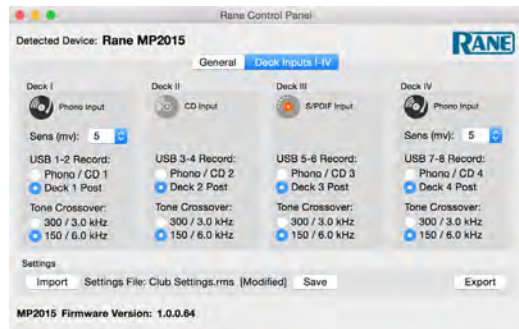 Rane Control Panel
Detected Device: Rane MP2015
RANE
General Deck Inputs I-IV
Deck I Deck II Deck III Deck IV
Phono Input CD Input S/PDIF Input Phono Input
Sens (mv): 5 Sens (mv): 5
USB 1-2 Record: USB 3-4 Record: USB 5-6 Record: USB 7-8 Record:
Phono / CD 1 Phono / CD 2 Phono / CD 3 Phono / CD 4
Deck 1 Post Deck 2 Post Deck 3 Post Deck 4 Post
Tone Crossover: Tone Crossover: Tone Crossover: Tone Crossover:
300 / 3.0 kHz 300 / 3.0 kHz 300 / 3.0 kHz 300 / 3.0 kHz
150 / 6.0 kHz 150 / 6.0 kHz 150 / 6.0 kHz 150 / 6.0 kHz
Settings
Import Settings File: Club Settings.rms [Modified] Save Export
MP2015 Firmware Version: 1.0.0.64